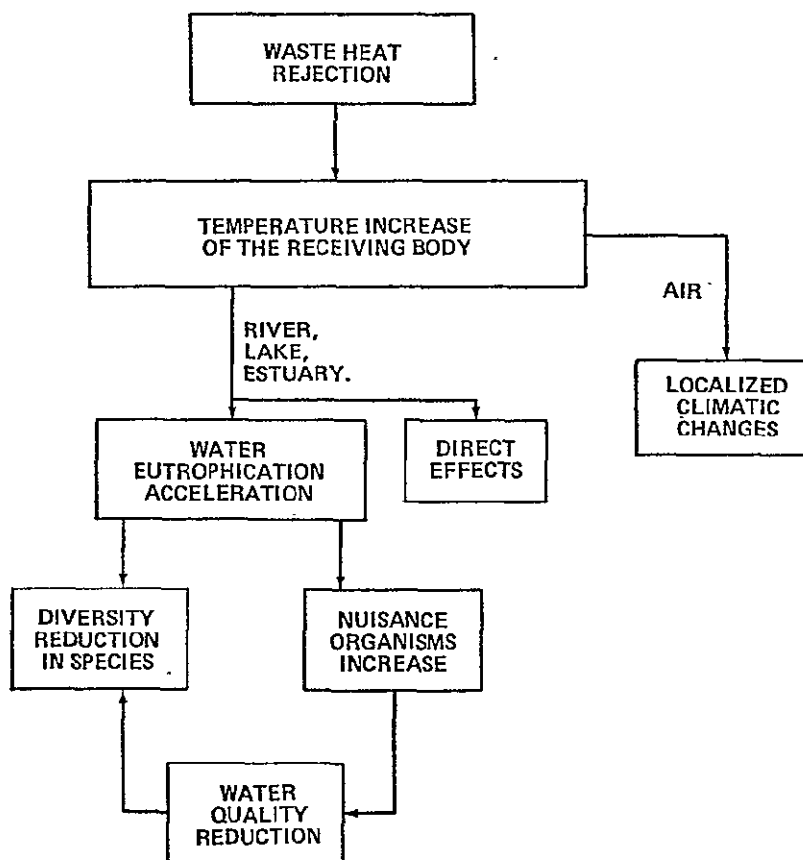 WASTE HEAT
REJECTION
TEMPERATURE INCREASE
OF THE RECEIVING BODY
AIR
RIVER,
LAKE,
ESTUARY.
LOCALIZED
CLIMATIC
CHANGES
WATER
EUTROPHICATION
ACCELERATION
DIRECT
EFFECTS
DIVERSITY
REDUCTION
IN SPECIES
NUISANCE
ORGANISMS
INCREASE
WATER
QUALITY
REDUCTION